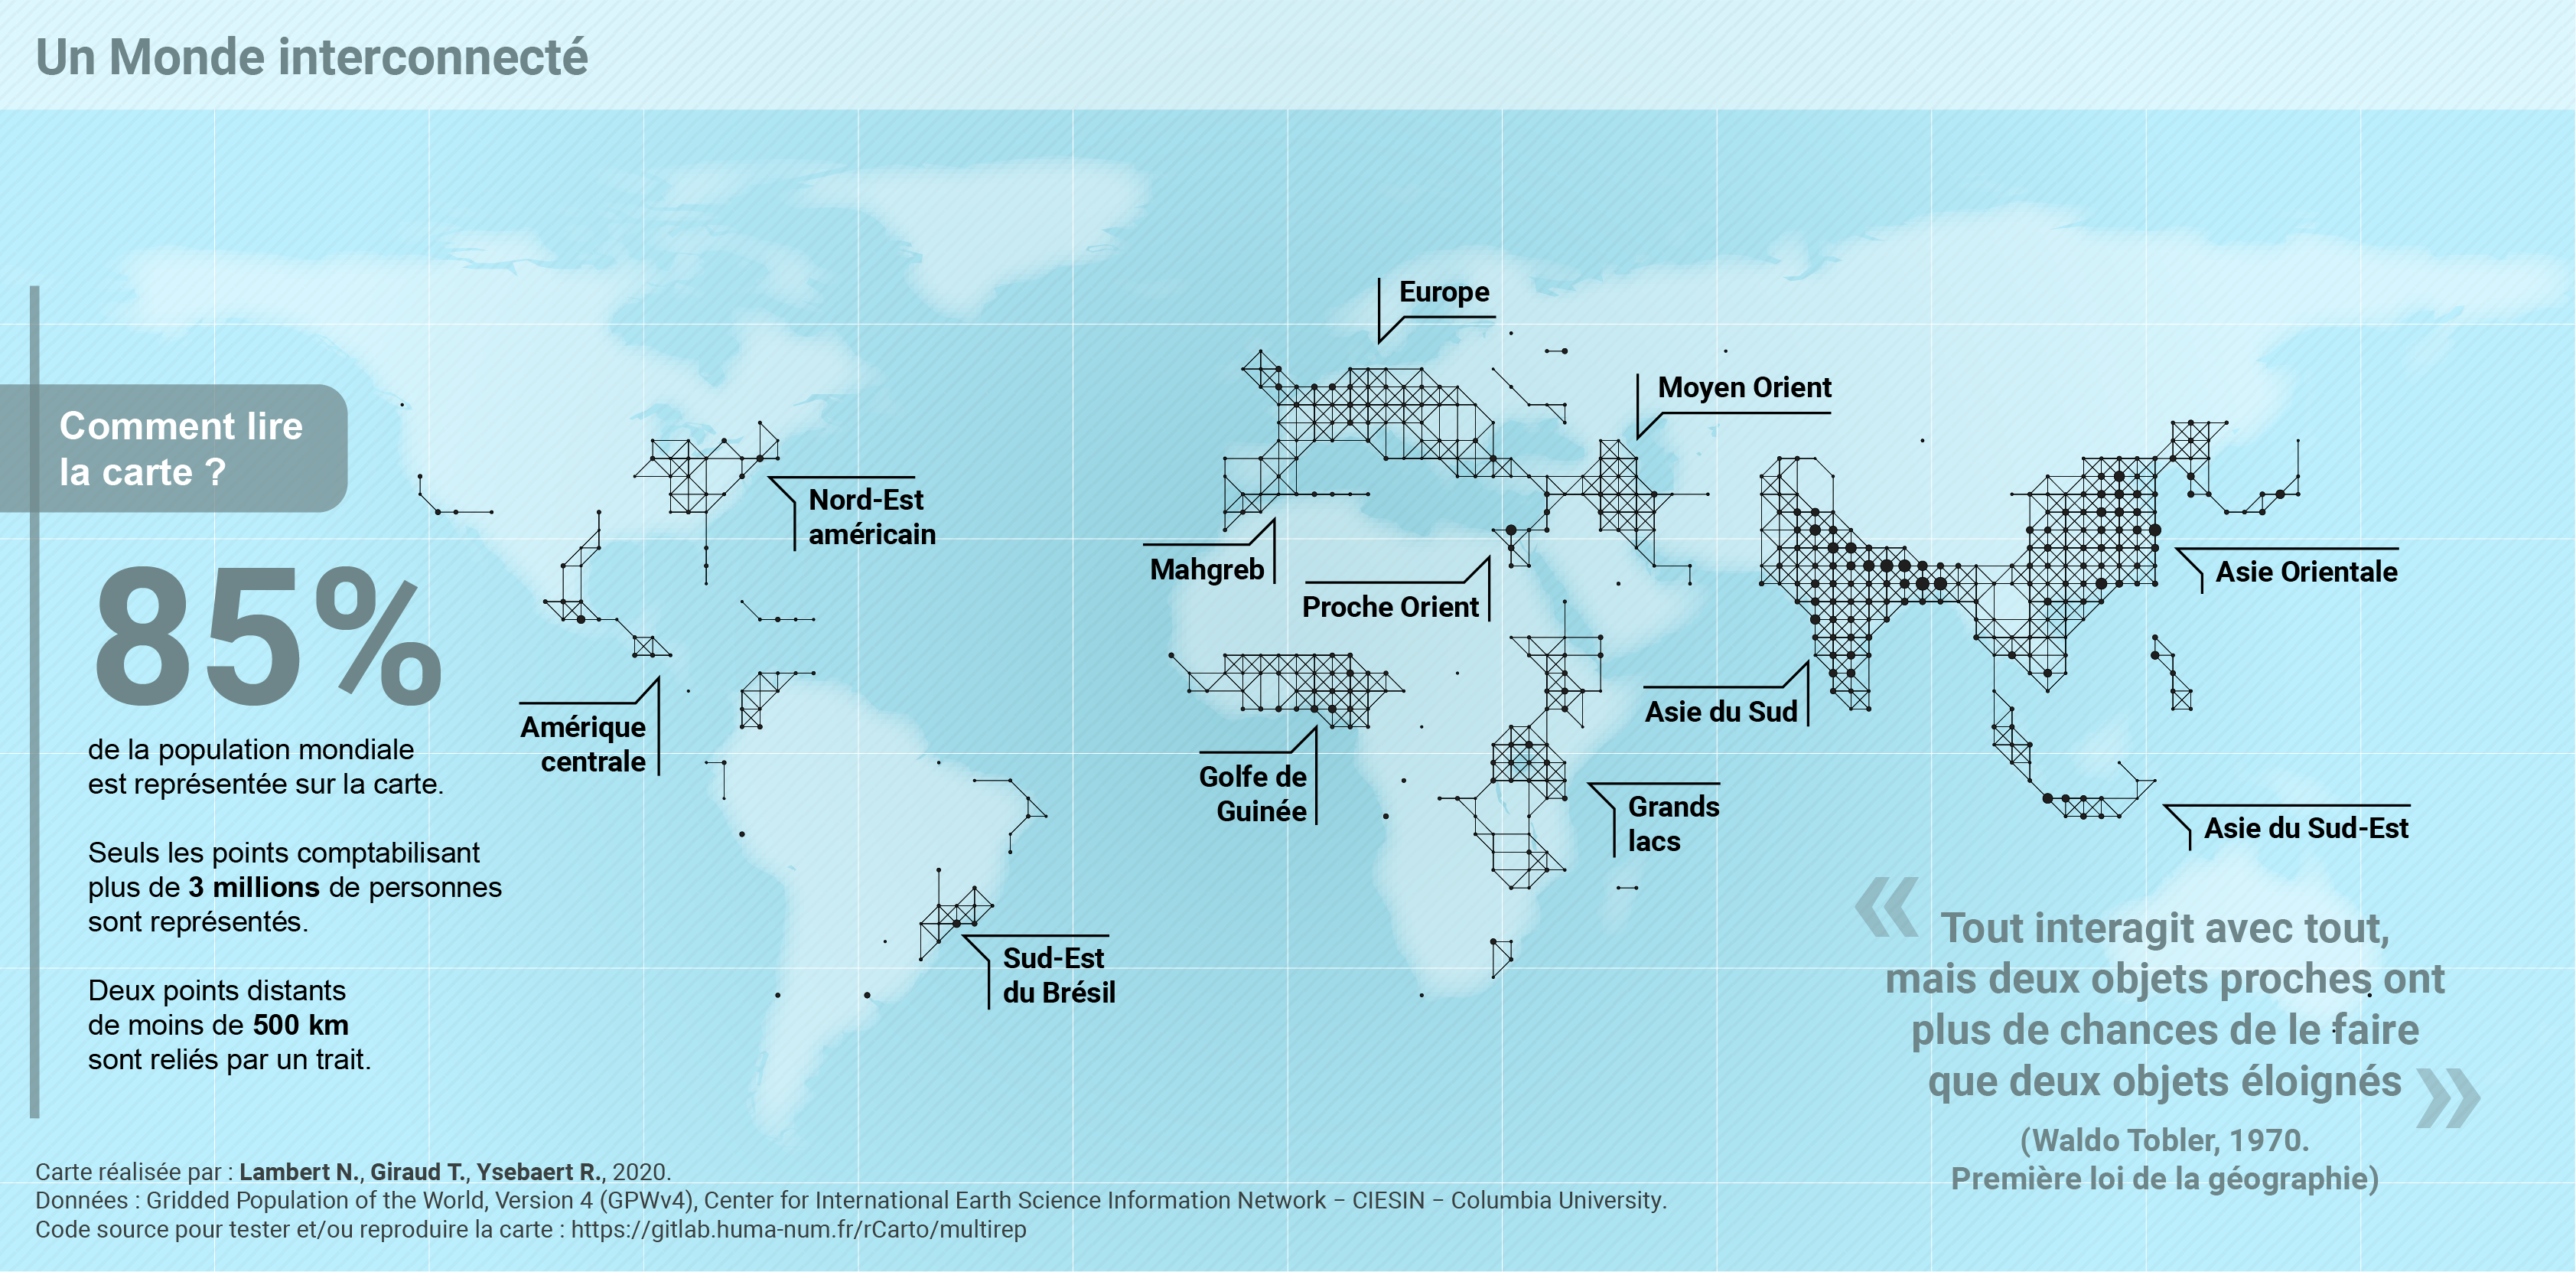 Un Monde interconnecté
Europe
Moyen Orient
Comment lire
la carte ?
Nord-Est
américain
Mahgreb
Proche Orient
Asie Orientale
85%
de la population mondiale
est représentée sur la carte.
Amérique
centrale
Asie du Sud
Golfe de
Guinée
Grands
lacs
Asie du Sud-Est
Seuls les points comptabilisant
plus de 3 millions de personnes
sont représentés.
Sud-Est
du Brésil
Deux points distants
de moins de 500 km
sont reliés par un trait.
« Tout interagit avec tout,
mais deux objets proches ont
plus de chances de le faire
que deux objets éloignés »
(Waldo Tobler, 1970.
Première loi de la géographie)
Carte réalisée par : Lambert N., Giraud T., Ysebaert R., 2020.
Données : Gridded Population of the World, Version 4 (GPWv4), Center for International Earth Science Information Network − CIESIN − Columbia University.
Code source pour tester et/ou reproduire la carte : https://gitlab.huma-num.fr/rCarto/multirep